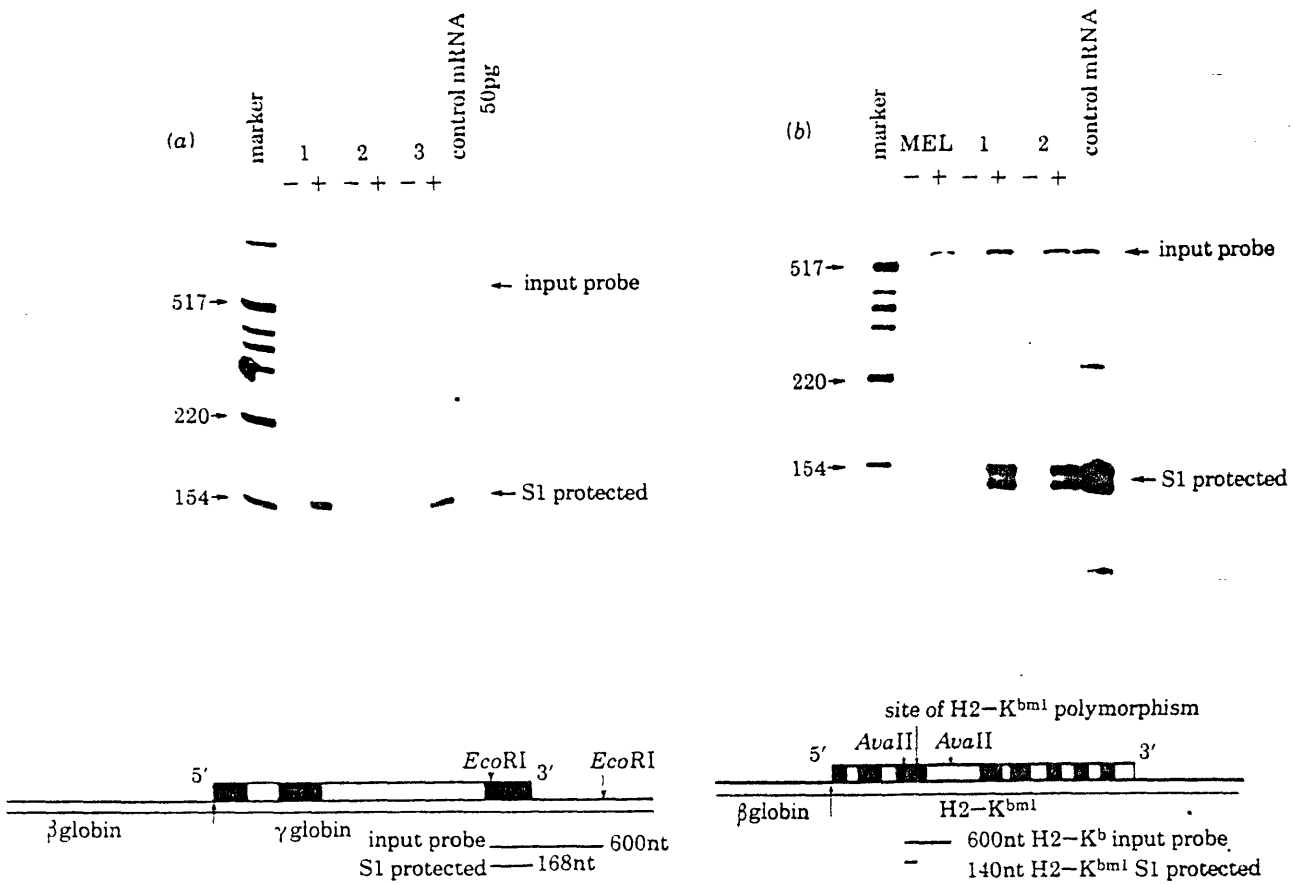 (a)
marker
1 2 3
control mRNA
50pg
− + − + − +
input probe
517
220
154
S1 protected
5′
EcoRI
3′
EcoRI
βglobin
γglobin
input probe
600nt
S1 protected
168nt
(b)
marker
MEL 1 2
control mRNA
− + − + − +
517
input probe
220
154
S1 protected
site of H2−Kbm1 polymorphism
5′
AvaII
AvaII
3′
βglobin
H2−Kbm1
600nt H2−Kb input probe
140nt H2−Kbm1 S1 protected